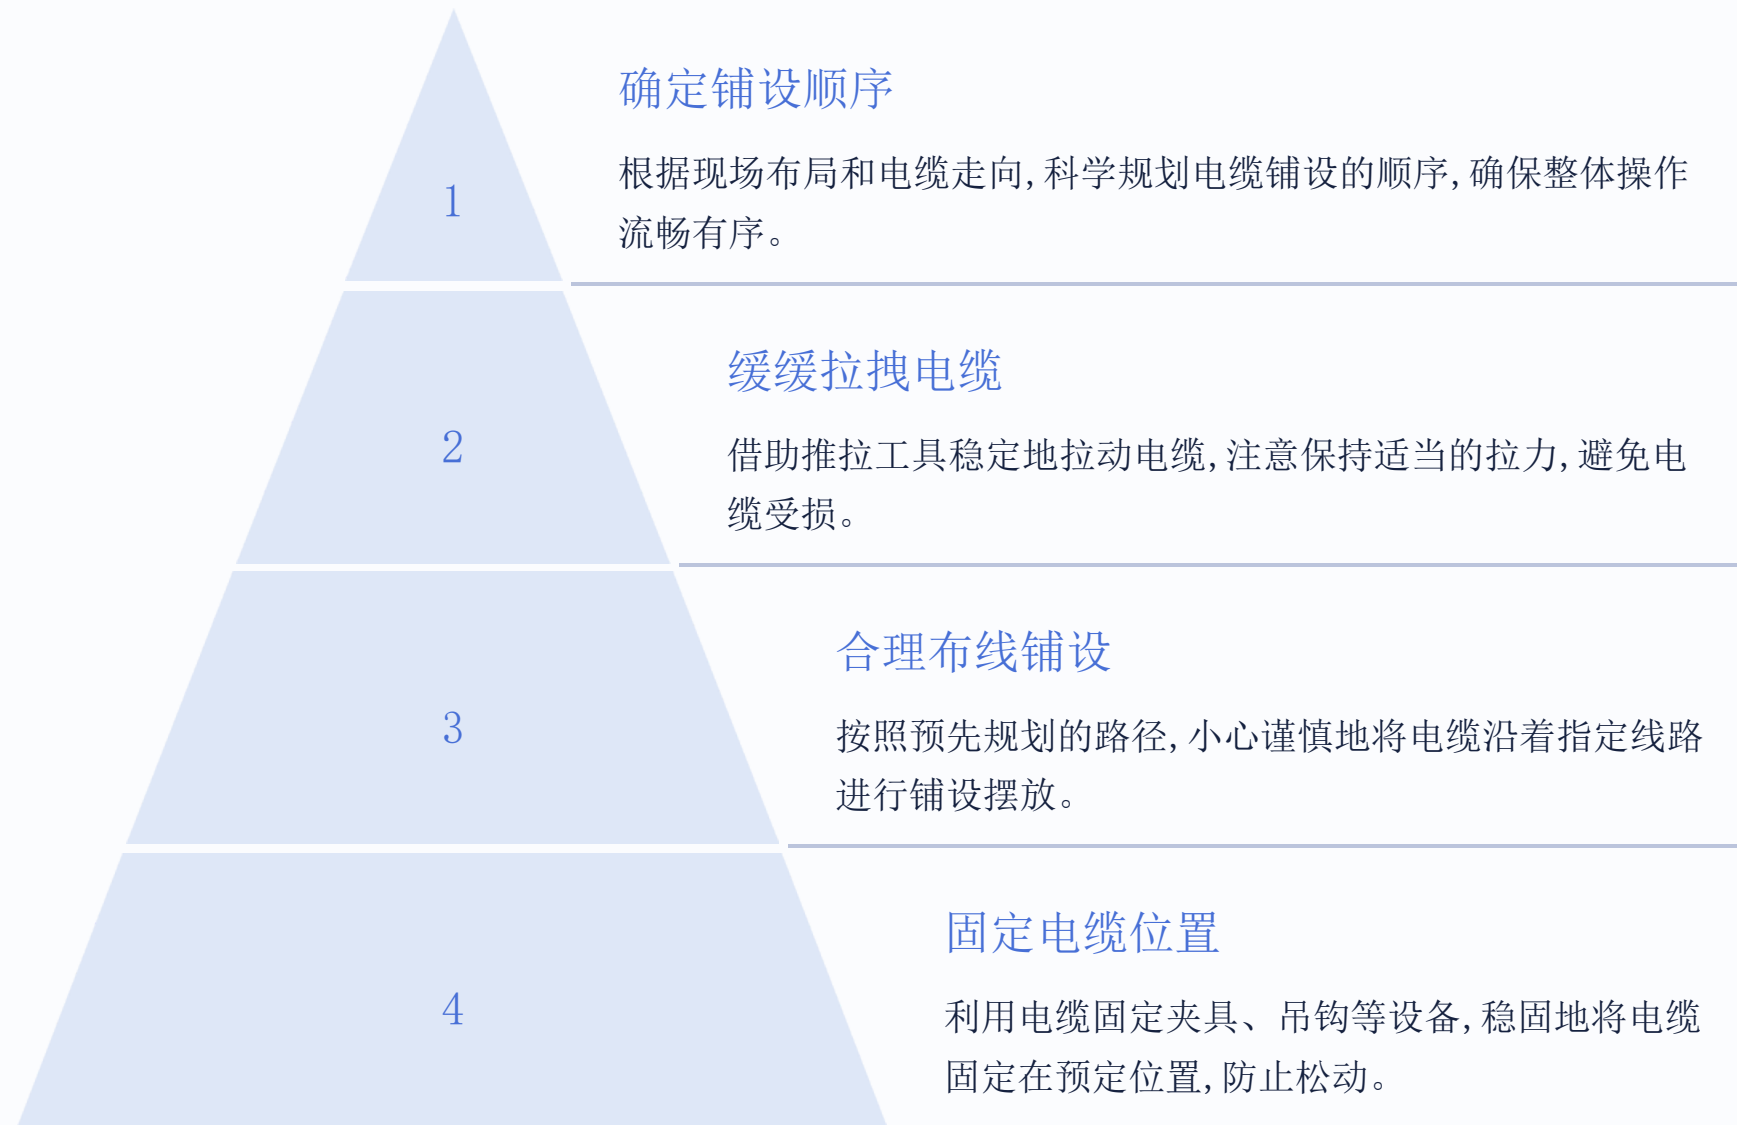 确定铺设顺序
根据现场布局和电缆走向,科学规划电缆铺设的顺序,确保整体操作
流畅有序。
1
缓缓拉拽电缆
借助推拉工具稳定地拉动电缆,注意保持适当的拉力,避免电
缆受损。
2
合理布线铺设
按照预先规划的路径,小心谨慎地将电缆沿着指定线路
进行铺设摆放。
3
固定电缆位置
利用电缆固定夹具、吊钩等设备,稳固地将电缆
固定在预定位置,防止松动。
4